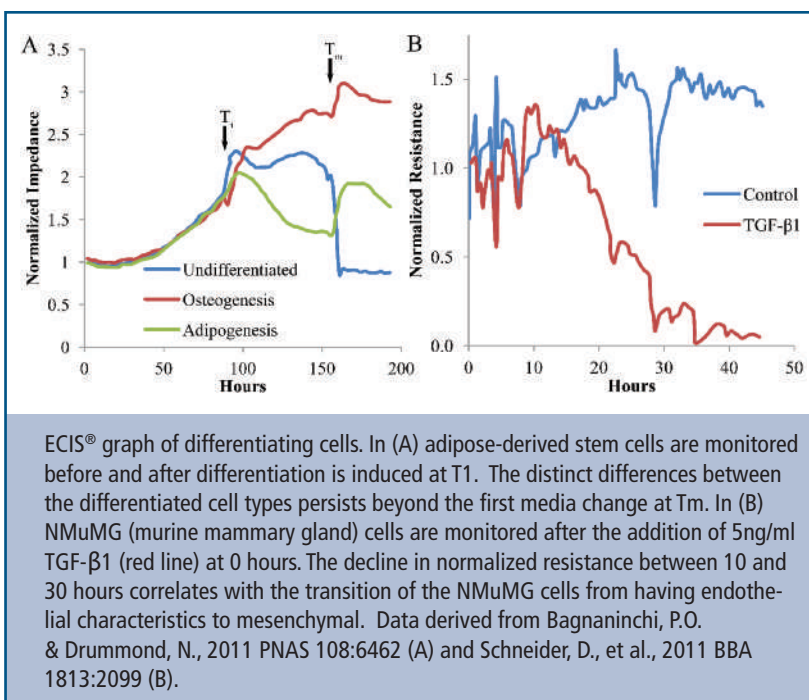 A
B
T₁
Tₘ
3.5
3
2.5
2
1.5
1
0.5
0
Normalized Impedance
Undifferentiated
Osteogenesis
Adipogenesis
0 50 100 150 200
Hours
1.5
1.0
0.5
0.0
Normalized Resistance
Control
TGF-β1
0 10 20 30 40 50
Hours
ECIS® graph of differentiating cells. In (A) adipose-derived stem cells are monitored
before and after differentiation is induced at T1. The distinct differences between
the differentiated cell types persists beyond the first media change at Tm. In (B)
NMuMG (murine mammary gland) cells are monitored after the addition of 5ng/ml
TGF-β1 (red line) at 0 hours. The decline in normalized resistance between 10 and
30 hours correlates with the transition of the NMuMG cells from having endothe-
lial characteristics to mesenchymal. Data derived from Bagnaninchi, P.O.
& Drummond, N., 2011 PNAS 108:6462 (A) and Schneider, D., et al., 2011 BBA
1813:2099 (B).